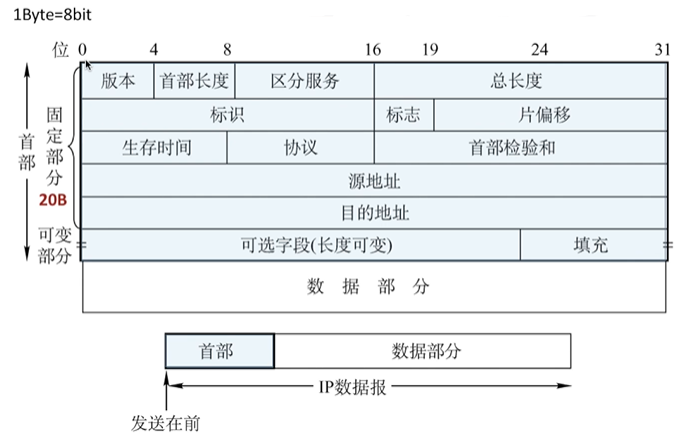 1Byte=8bit
位 0 4 8 16 19 24 31
版本 首部长度 区分服务 总长度
标识 标志 片偏移
生存时间 协议 首部检验和
源地址
目的地址
可选字段(长度可变) 填充
数据部分
首部
固定部分
20B
可变部分
首部 数据部分
IP数据报
发送在前